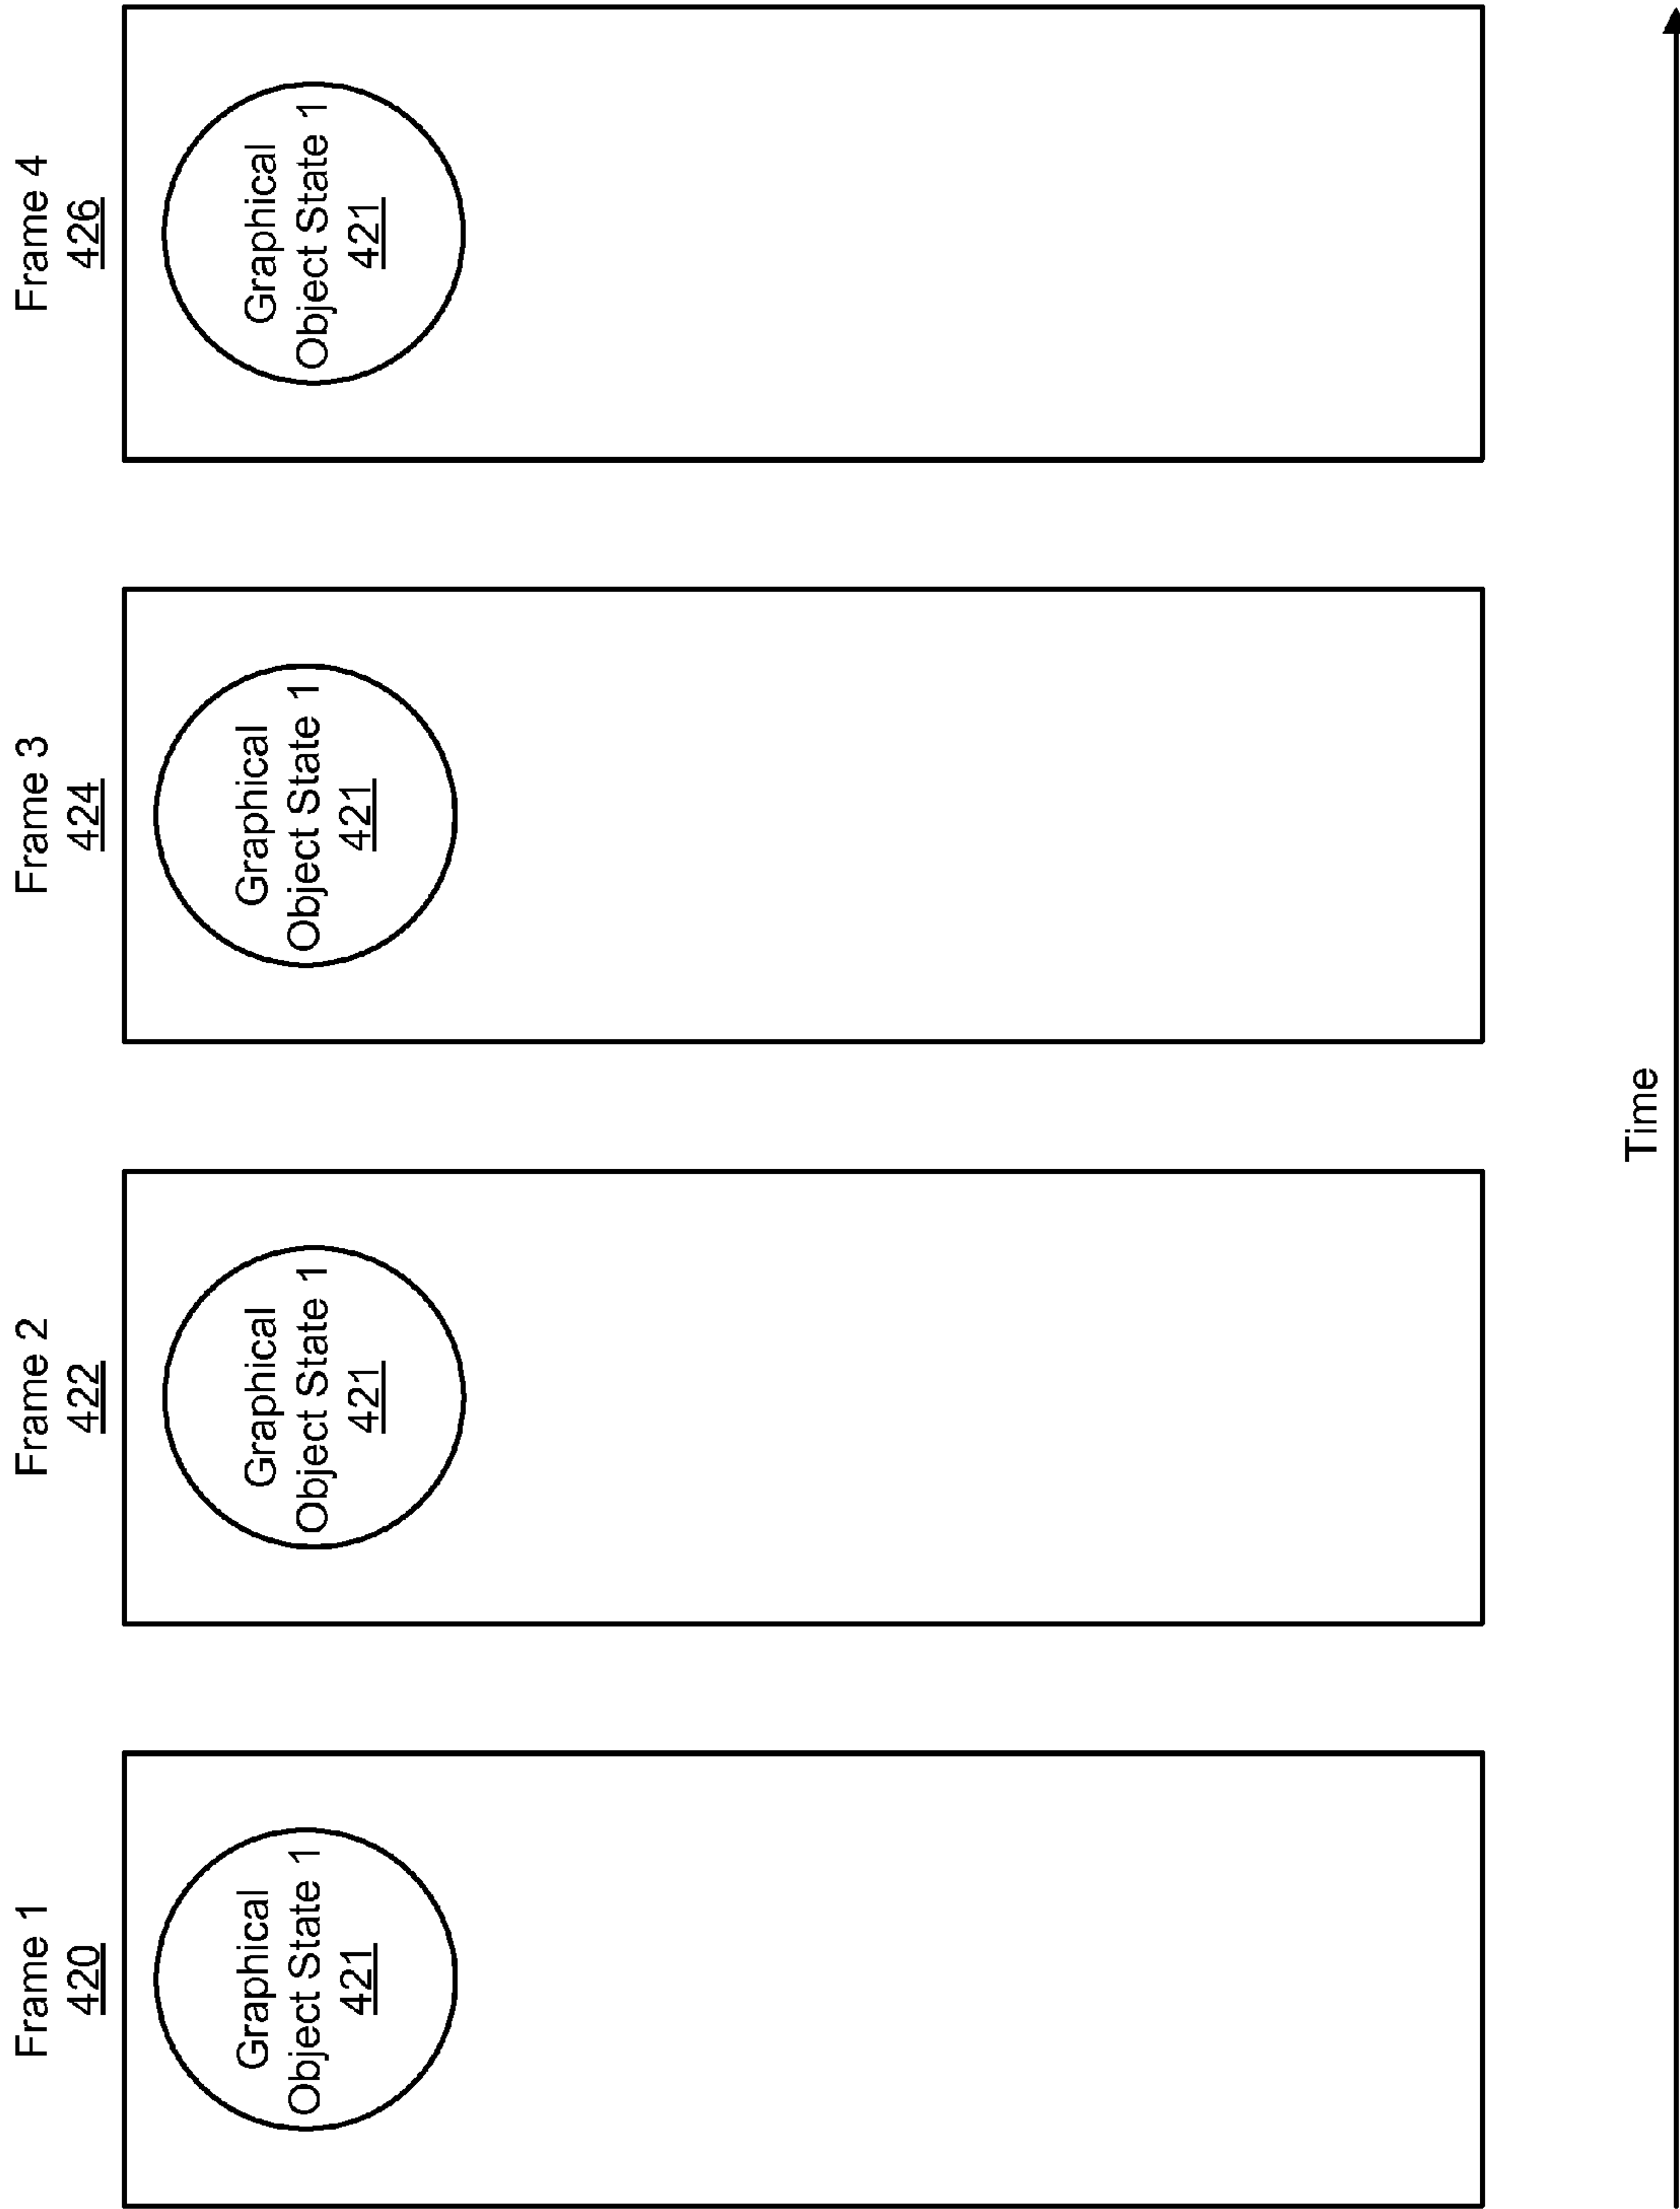 Frame 1
420
Graphical
Object State 1
421
Frame 2
422
Graphical
Object State 1
421
Frame 3
424
Graphical
Object State 1
421
Frame 4
426
Graphical
Object State 1
421
Time